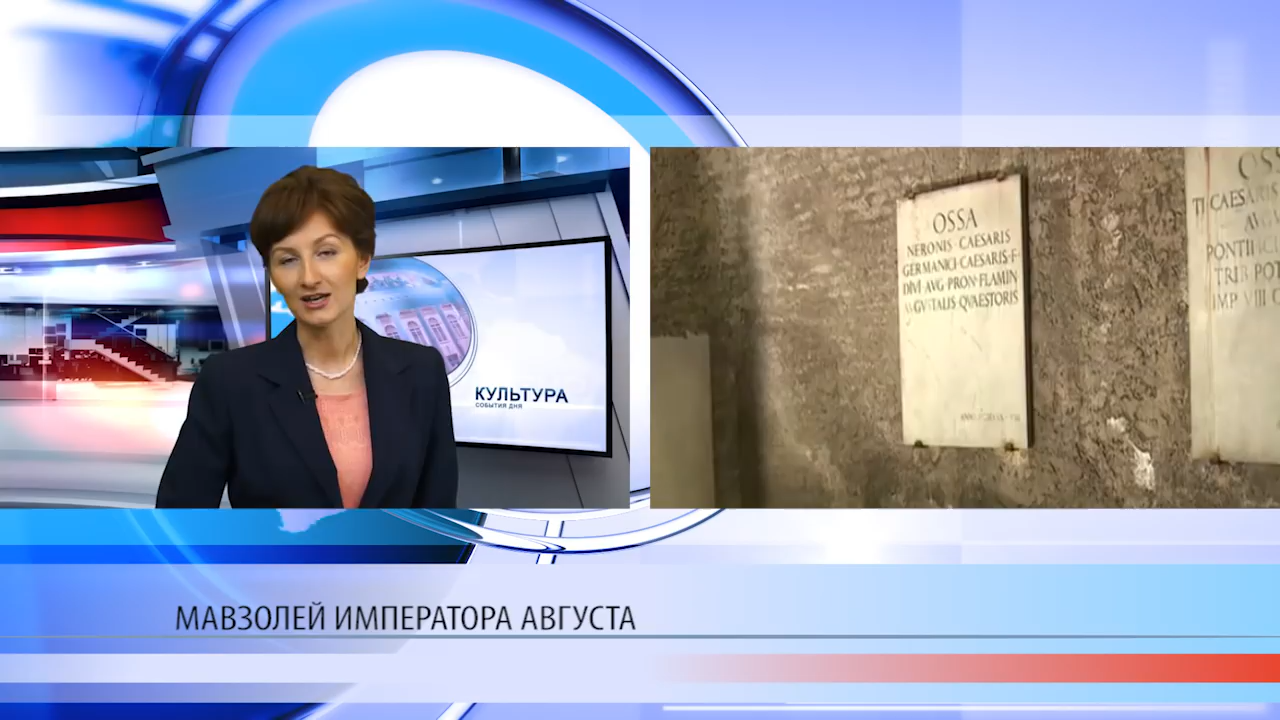 КУЛЬТУРА
СОБЫТИЯ ДНЯ
OSSA
NERONIS · CAESARIS
GERMANICI · CAESARIS · F
DIVI AVG · PRON · FLAMIN
AVGVSTALIS · QVAESTORIS
OSS
TI CAESARIS
AVG
PONTIF
TRIB POT
IMP VIII
МАВЗОЛЕЙ ИМПЕРАТОРА АВГУСТА